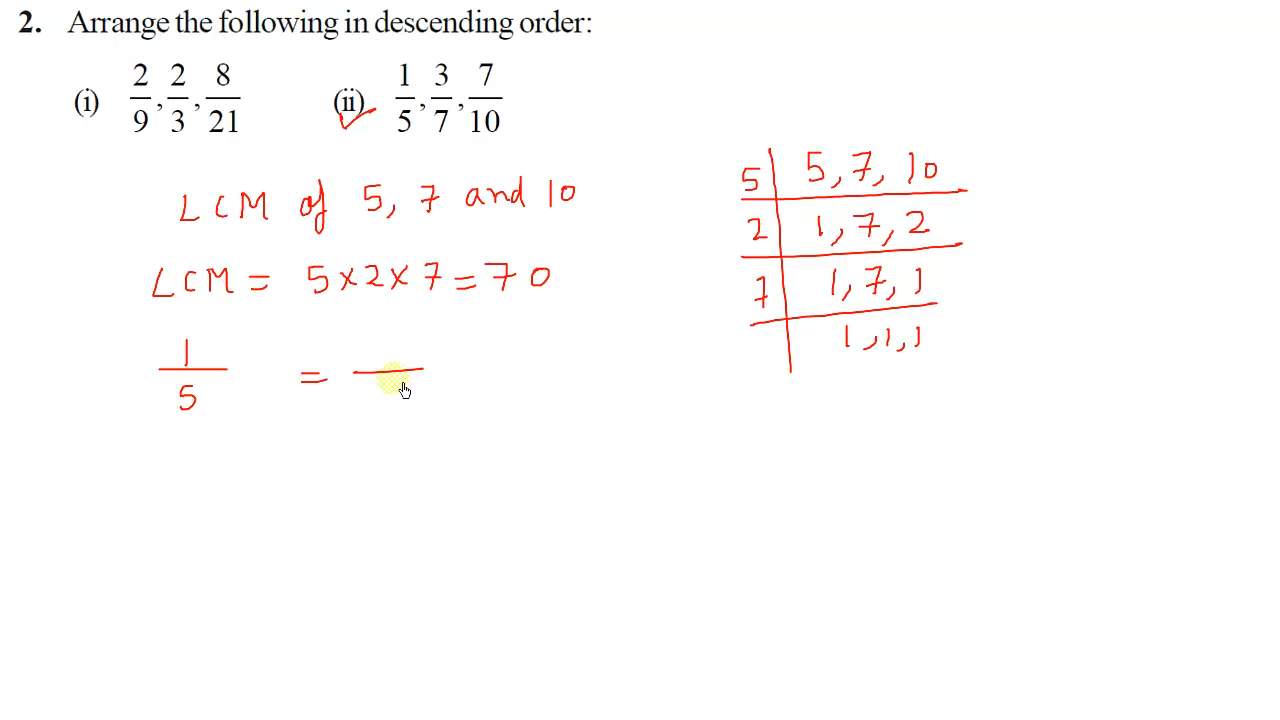 2. Arrange the following in descending order:
(i) 2/9, 2/3, 8/21 (ii) 1/5, 3/7, 7/10
LCM of 5, 7 and 10
LCM = 5×2×7=70
1/5 =
5 | 5, 7, 10
2 | 1, 7, 2
7 | 1, 7, 1
1, 1, 1